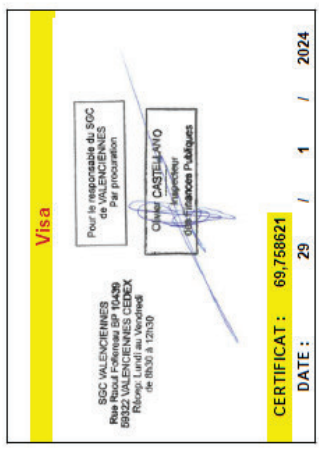 Visa
SGC VALENCIENNES
Rue Raoul Follereau BP 10439
59322 VALENCIENNES CEDEX
Récep: Lundi au Vendredi
de 8h30 à 12h30
Pour le responsable du SGC
de VALENCIENNES
Par procuration
Olivier CASTELLANO
Inspecteur
des Finances Publiques
CERTIFICAT : 69,758621
DATE : 29 / 1 / 2024